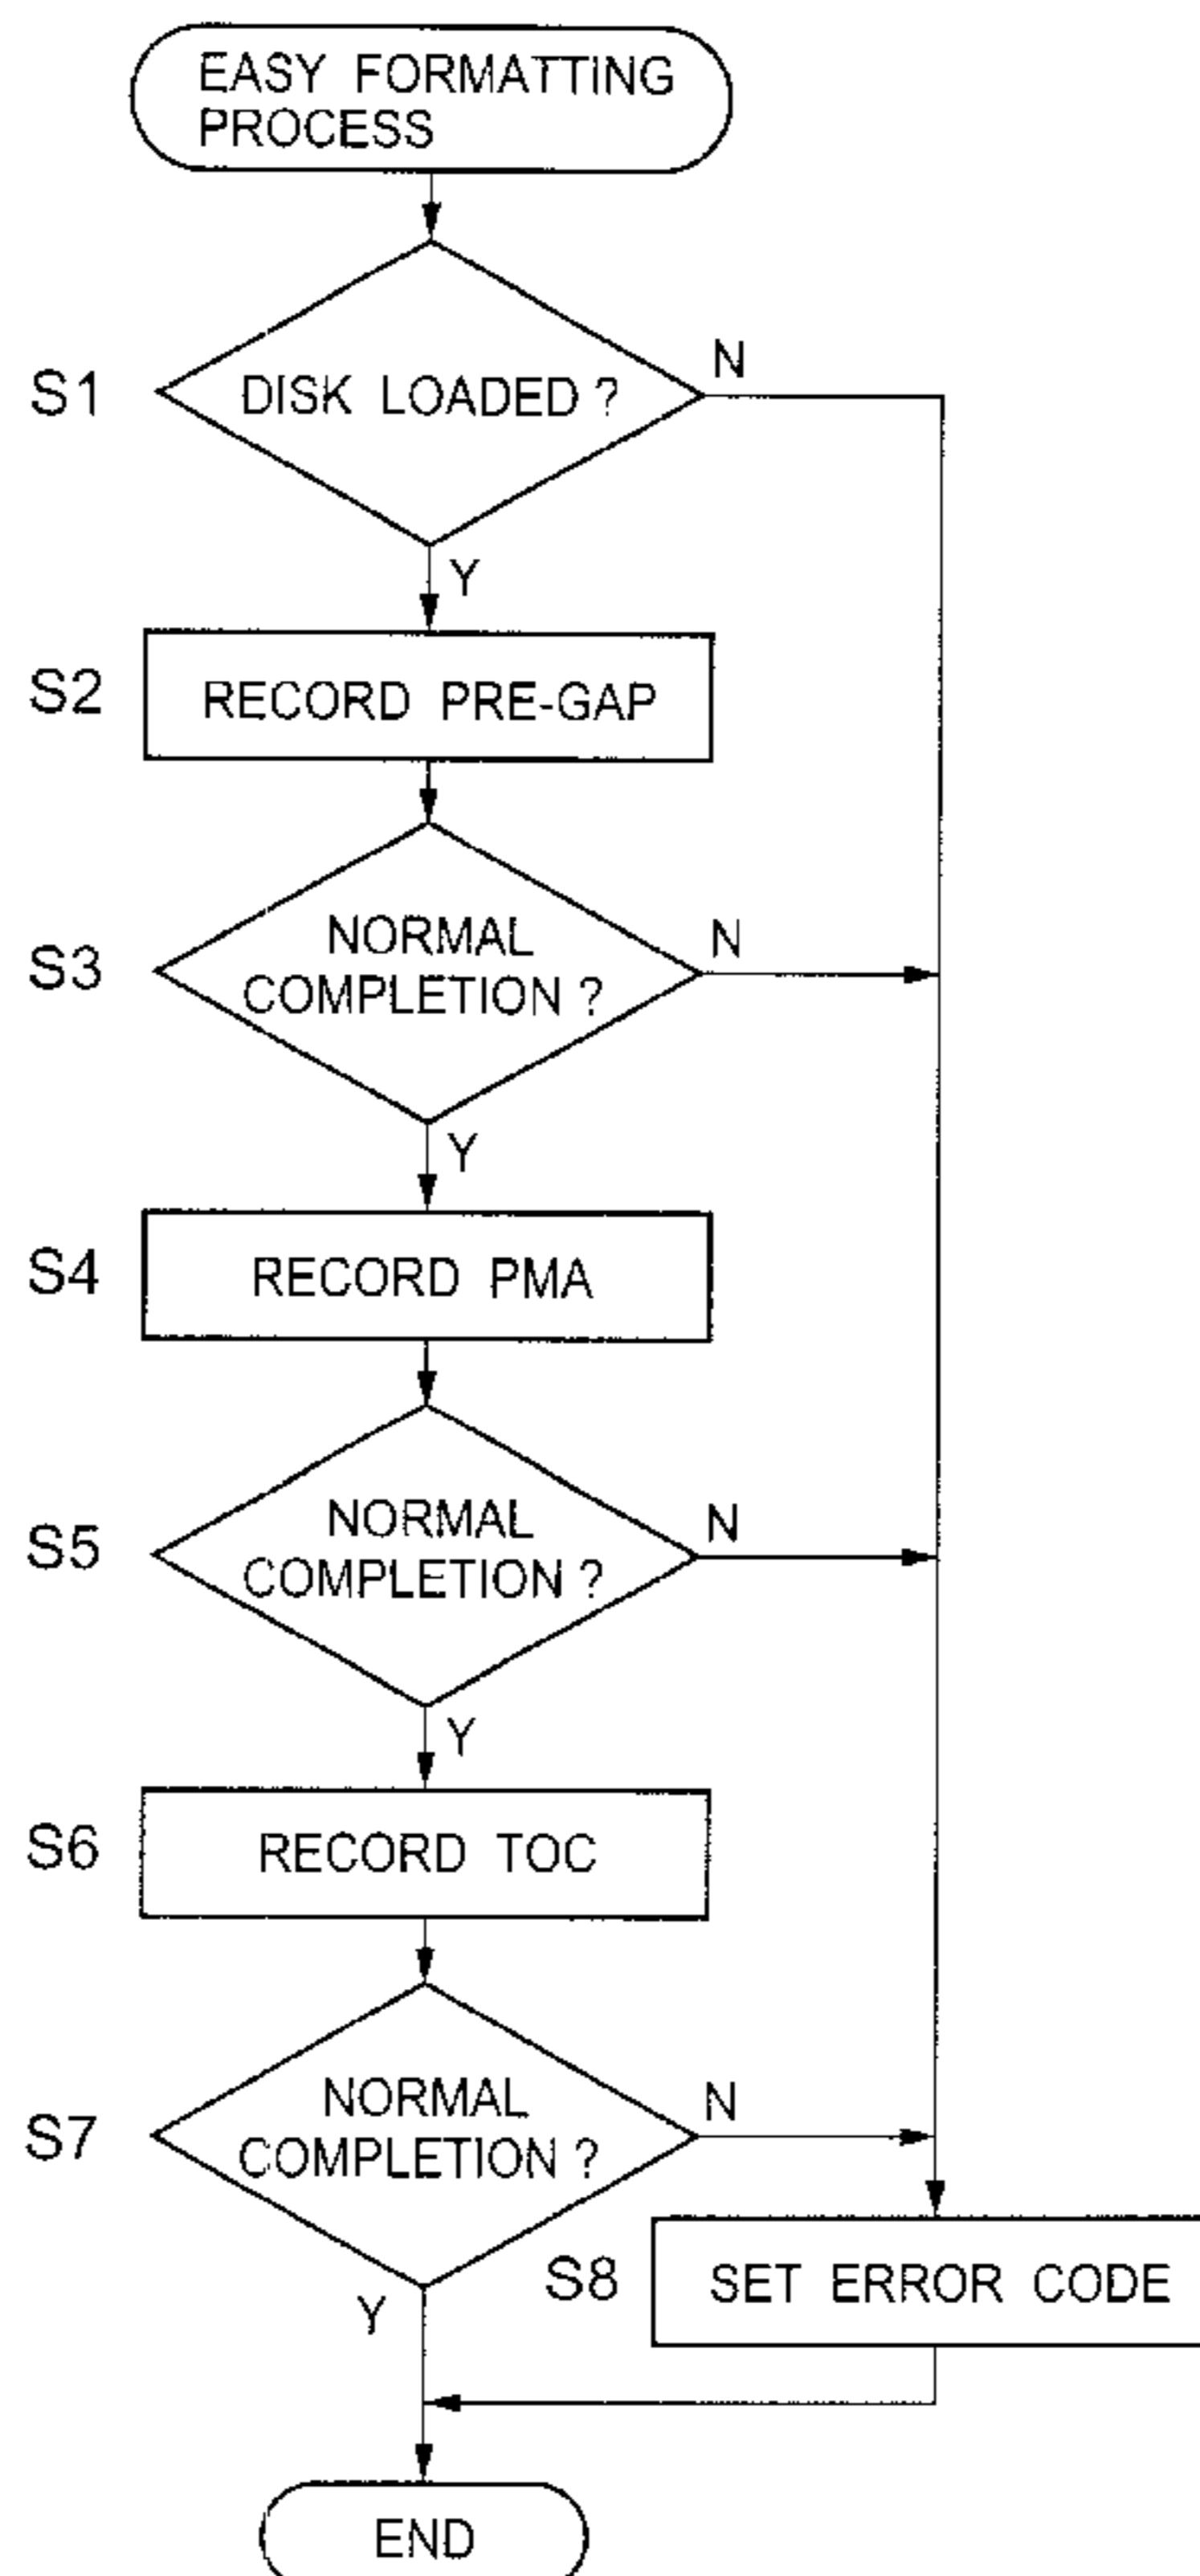 EASY FORMATTING
PROCESS
S1
DISK LOADED ?
N
Y
S2
RECORD PRE-GAP
S3
NORMAL
COMPLETION ?
N
Y
S4
RECORD PMA
S5
NORMAL
COMPLETION ?
N
Y
S6
RECORD TOC
S7
NORMAL
COMPLETION ?
N
Y
S8
SET ERROR CODE
END